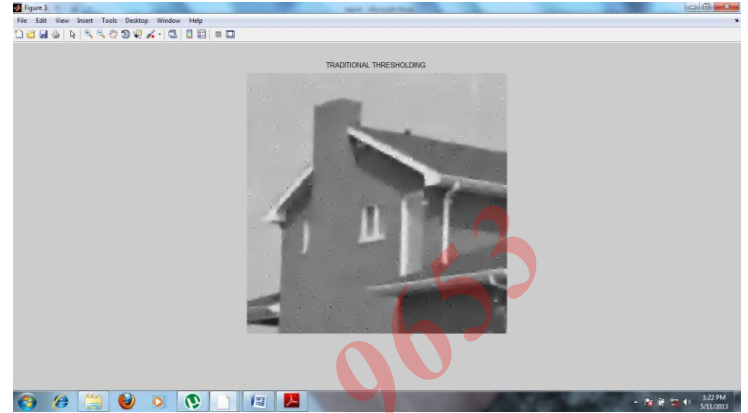 Figure 3
File Edit View Insert Tools Desktop Window Help
TRADITIONAL THRESHOLDING
9653
1:22 PM
5/11/2013